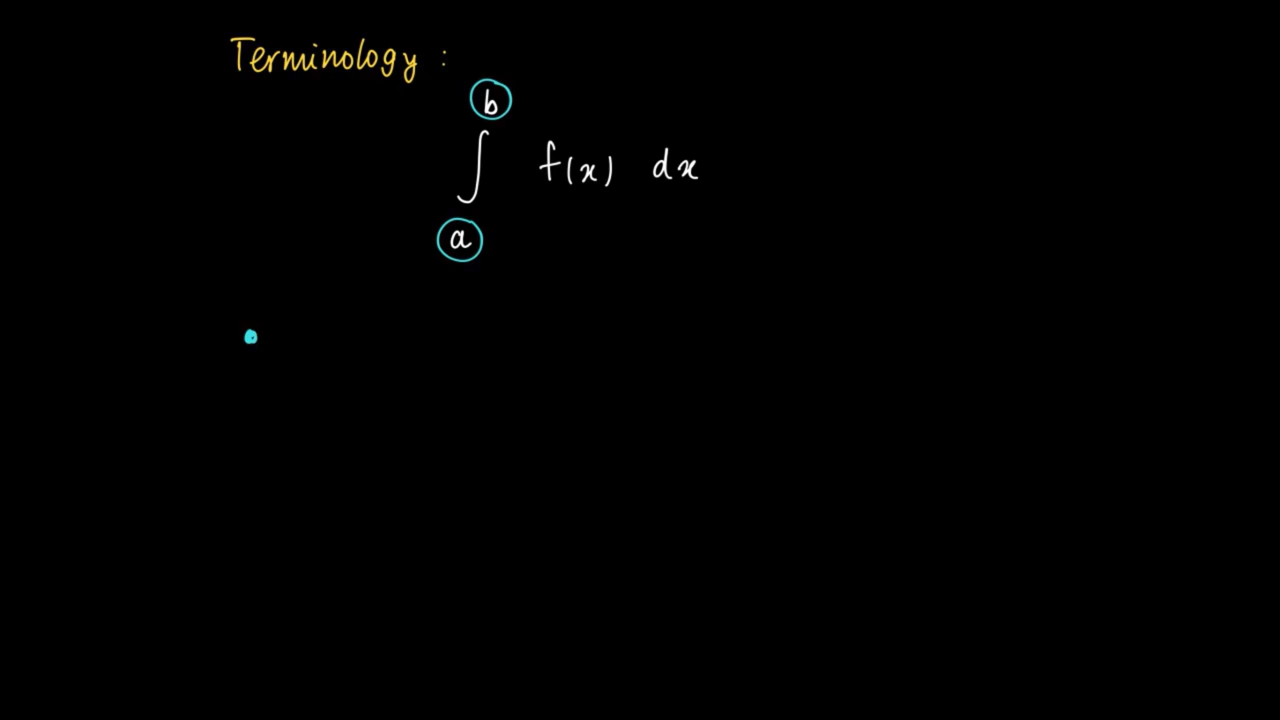 Terminology :
b
∫ f(x) dx
a